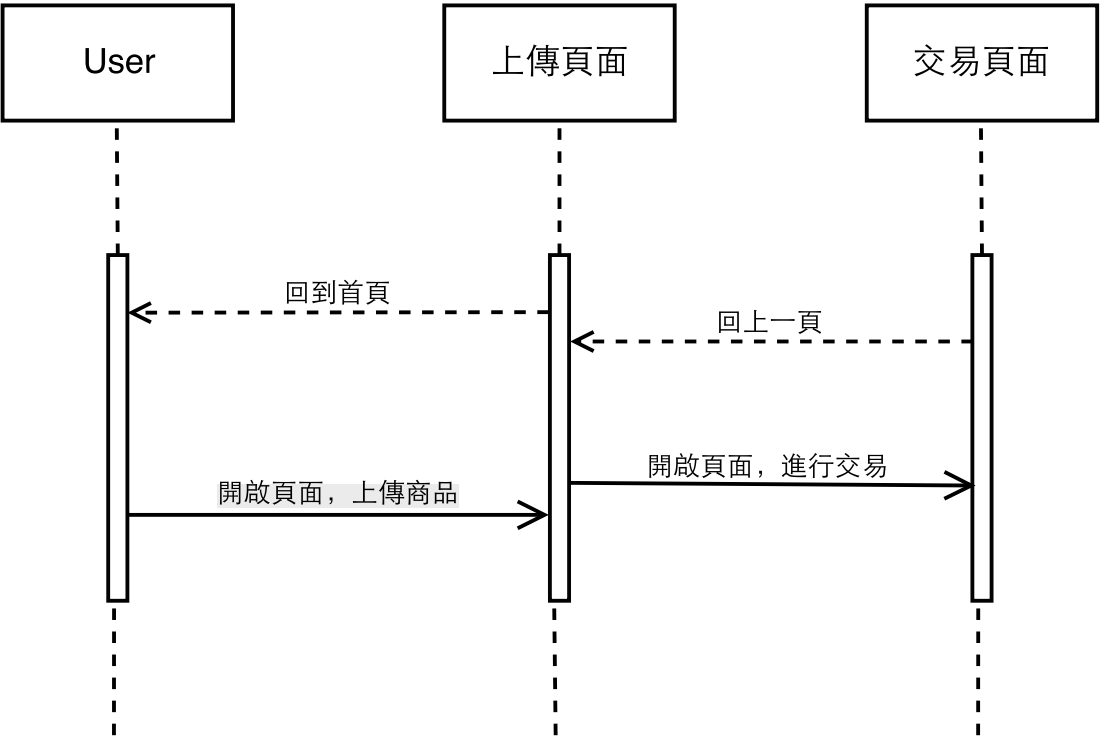 User
上傳頁面
交易頁面
回到首頁
回上一頁
開啟頁面，進行交易
開啟頁面，上傳商品